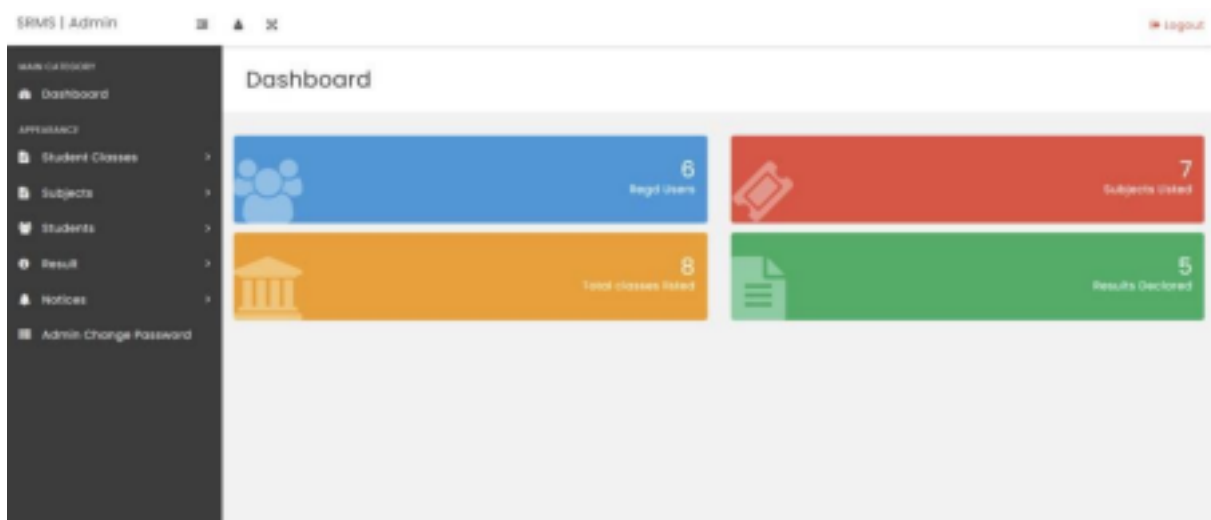 SRMS | Admin
Logout
MAIN CATEGORY
Dashboard
APPEARANCE
Student Classes
Subjects
Students
Result
Notices
Admin Change Password
Dashboard
6
Regd Users
7
Subjects Listed
8
Total classes listed
5
Results Declared